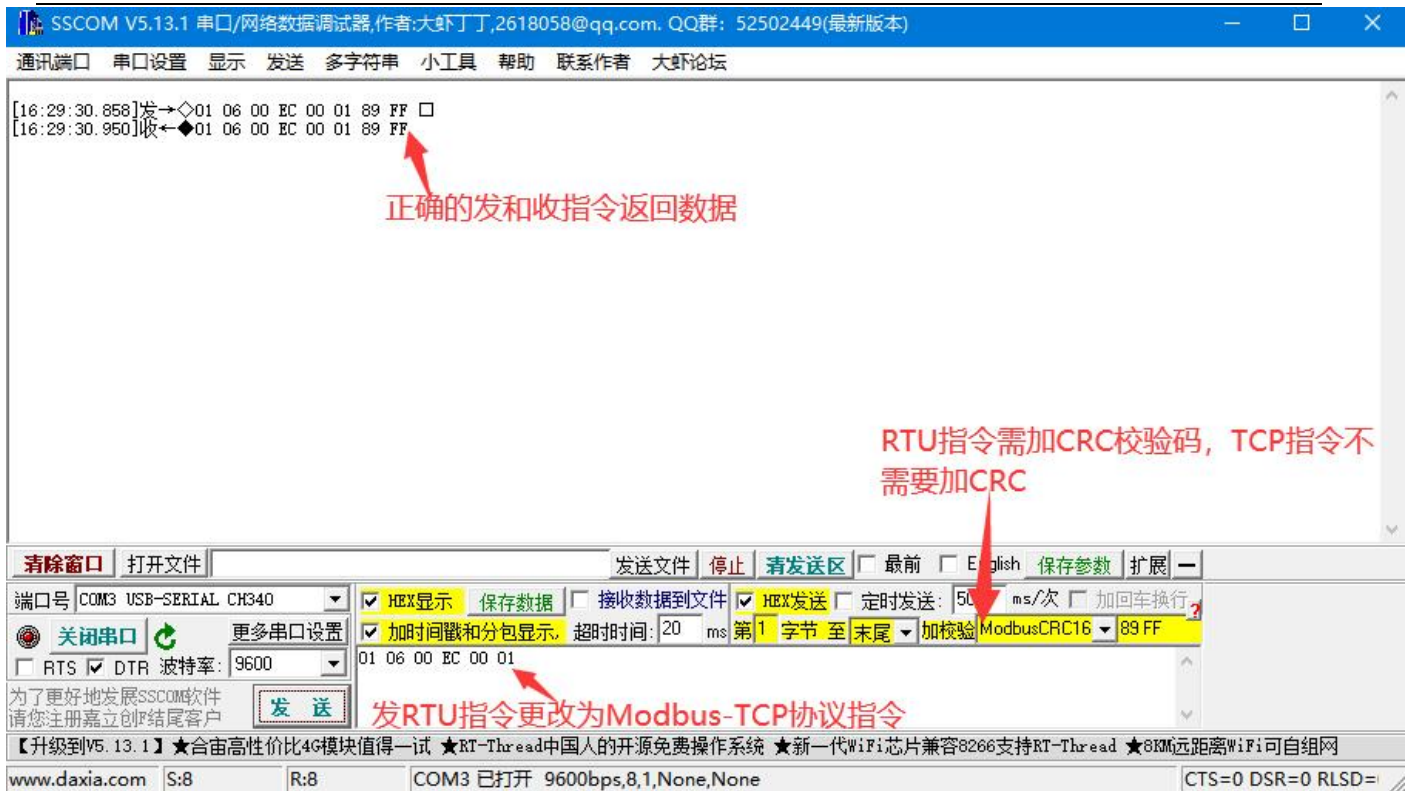 SSCOM V5.13.1 串口/网络数据调试器,作者:大虾丁丁,2618058@qq.com. QQ群: 52502449(最新版本)
通讯端口 串口设置 显示 发送 多字符串 小工具 帮助 联系作者 大虾论坛
[16:29:30.858]发→◇01 06 00 EC 00 01 89 FF □
[16:29:30.950]收←◆01 06 00 EC 00 01 89 FF
正确的发和收指令返回数据
RTU指令需加CRC校验码，TCP指令不
需要加CRC
清除窗口 打开文件 发送文件 停止 清发送区 最前 English 保存参数 扩展 —
端口号 COM3 USB-SERIAL CH340 HEX显示 保存数据 接收数据到文件 HEX发送 定时发送: ms/次 加回车换行 ?
关闭串口 更多串口设置 加时间戳和分包显示, 超时时间: 20 ms 第1 字节 至 末尾 加校验 ModbusCRC16 89 FF
RTS DTR 波特率: 9600 01 06 00 EC 00 01
为了更好地发展SSCOM软件
请您注册嘉立创F结尾客户
发 送
发RTU指令更改为Modbus-TCP协议指令
【升级到V5.13.1】★合宙高性价比4G模块值得一试 ★RT-Thread中国人的开源免费操作系统 ★新一代WiFi芯片兼容8266支持RT-Thread ★8KM远距离WiFi可自组网
www.daxia.com S:8 R:8 COM3 已打开 9600bps,8,1,None,None CTS=0 DSR=0 RLSD=